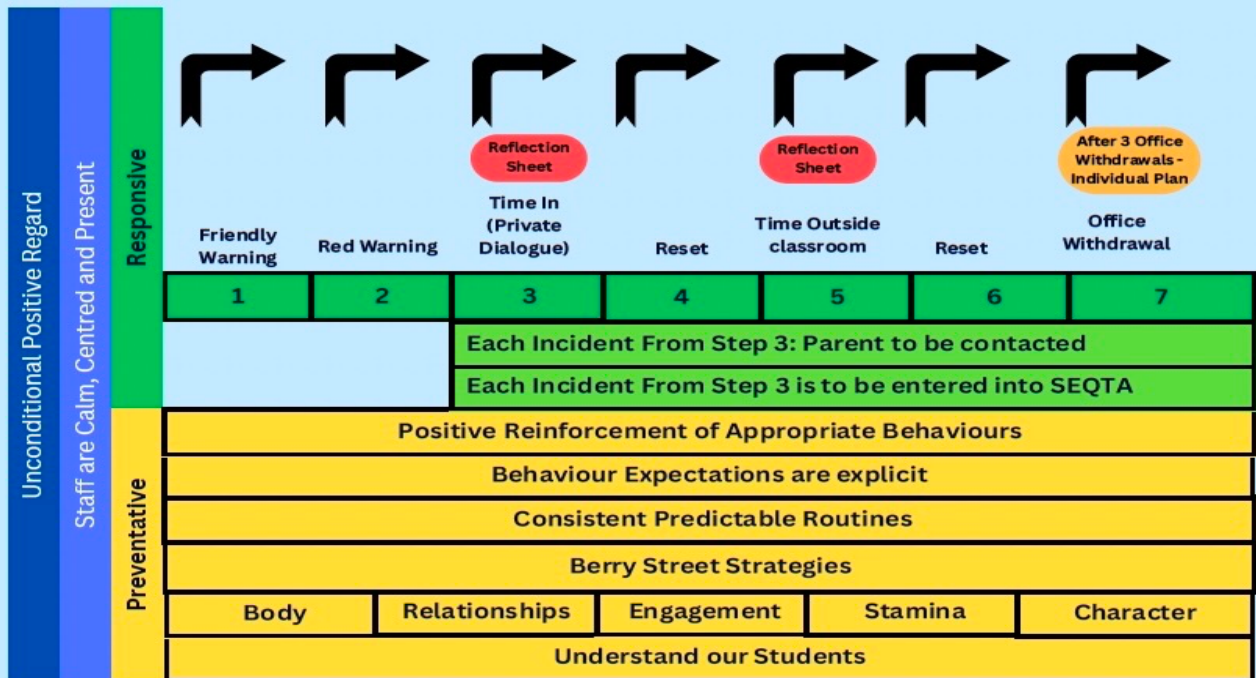 Unconditional Positive Regard
Staff are Calm, Centred and Present
Responsive
Reflection
Sheet
Reflection
Sheet
After 3 Office
Withdrawals -
Individual Plan
Friendly
Warning
Red Warning
Time In
(Private
Dialogue)
Reset
Time Outside
classroom
Reset
Office
Withdrawal
1
2
3
4
5
6
7
Each Incident From Step 3: Parent to be contacted
Each Incident From Step 3 is to be entered into SEQTA
Preventative
Positive Reinforcement of Appropriate Behaviours
Behaviour Expectations are explicit
Consistent Predictable Routines
Berry Street Strategies
Body
Relationships
Engagement
Stamina
Character
Understand our Students